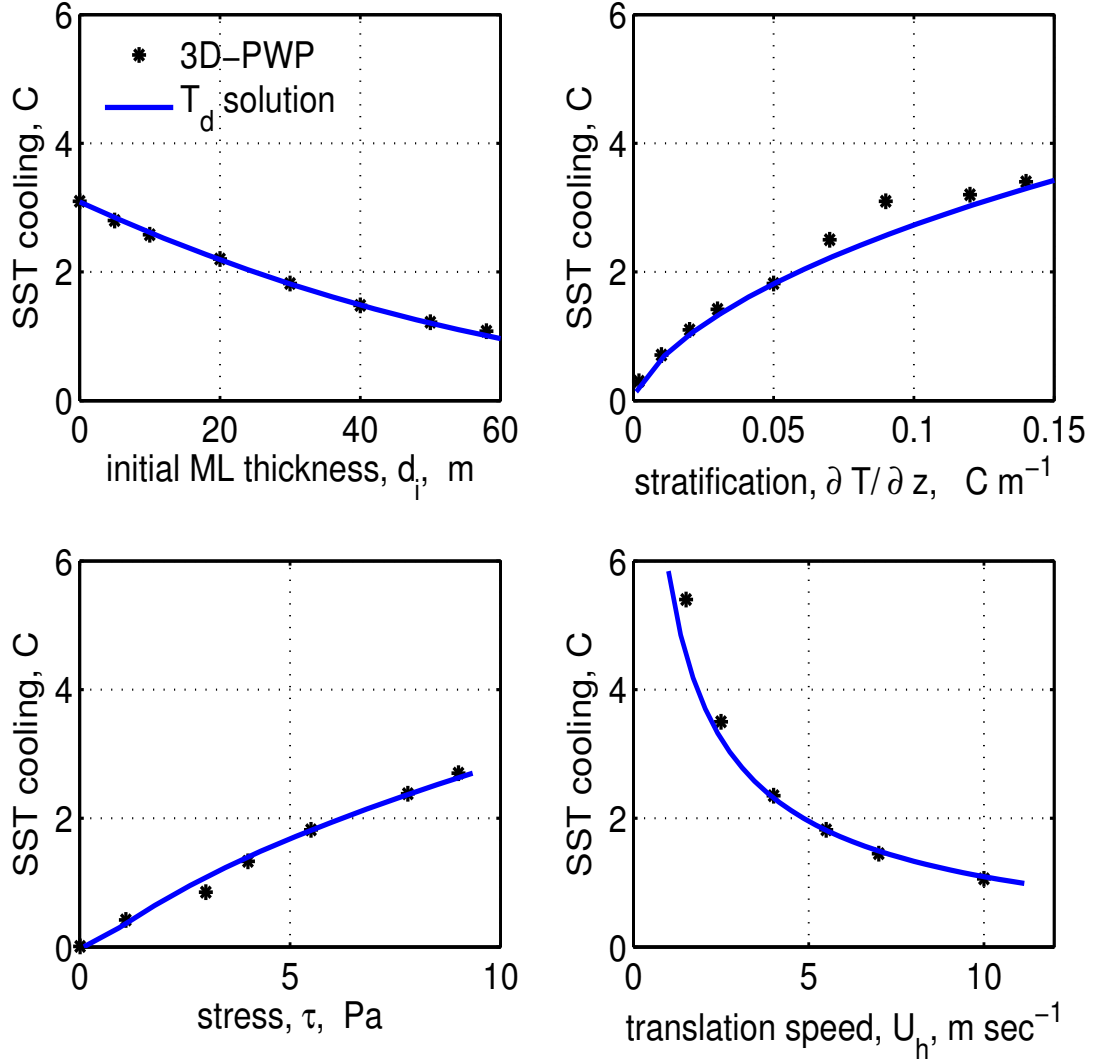 6
4
2
0
SST cooling, C
3D−PWP
T_d solution
0 20 40 60
initial ML thickness, d_i, m
6
4
2
0
SST cooling, C
0 0.05 0.1 0.15
stratification, ∂ T/ ∂ z, C m⁻¹
6
4
2
0
SST cooling, C
0 5 10
stress, τ, Pa
6
4
2
0
SST cooling, C
0 5 10
translation speed, U_h, m sec⁻¹